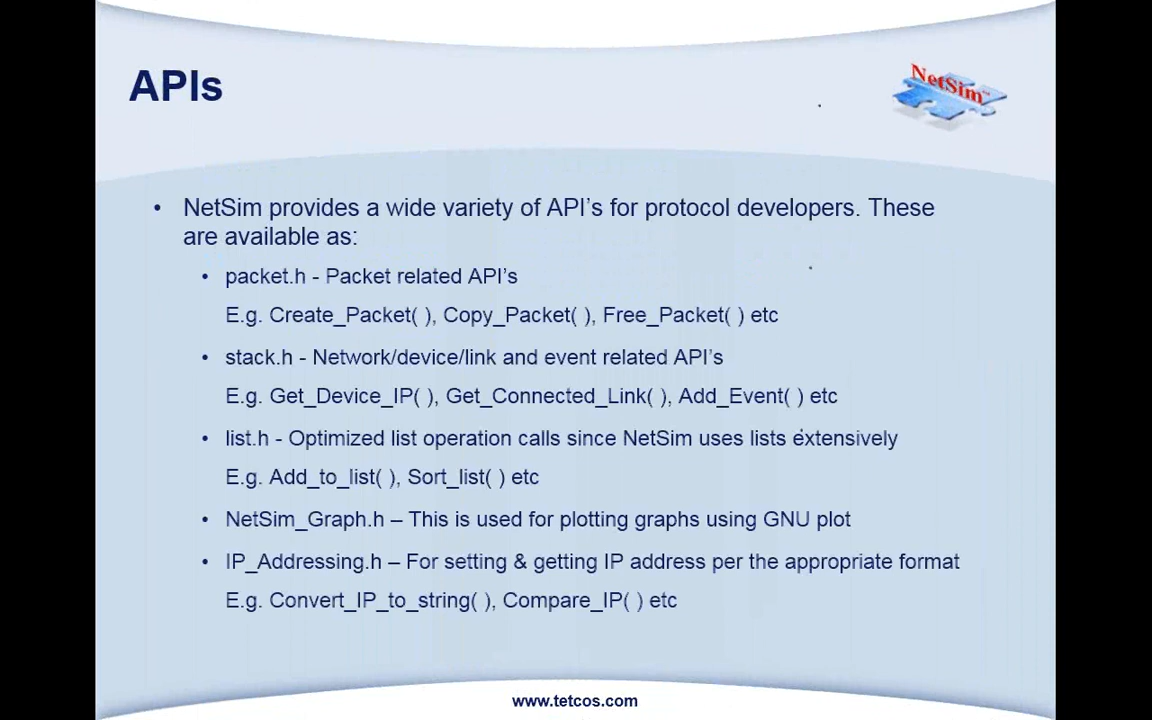 APIs
NetSim
NetSim provides a wide variety of API's for protocol developers. These
are available as:
packet.h - Packet related API's
E.g. Create_Packet( ), Copy_Packet( ), Free_Packet( ) etc
stack.h - Network/device/link and event related API's
E.g. Get_Device_IP( ), Get_Connected_Link( ), Add_Event( ) etc
list.h - Optimized list operation calls since NetSim uses lists extensively
E.g. Add_to_list( ), Sort_list( ) etc
NetSim_Graph.h – This is used for plotting graphs using GNU plot
IP_Addressing.h – For setting & getting IP address per the appropriate format
E.g. Convert_IP_to_string( ), Compare_IP( ) etc
www.tetcos.com